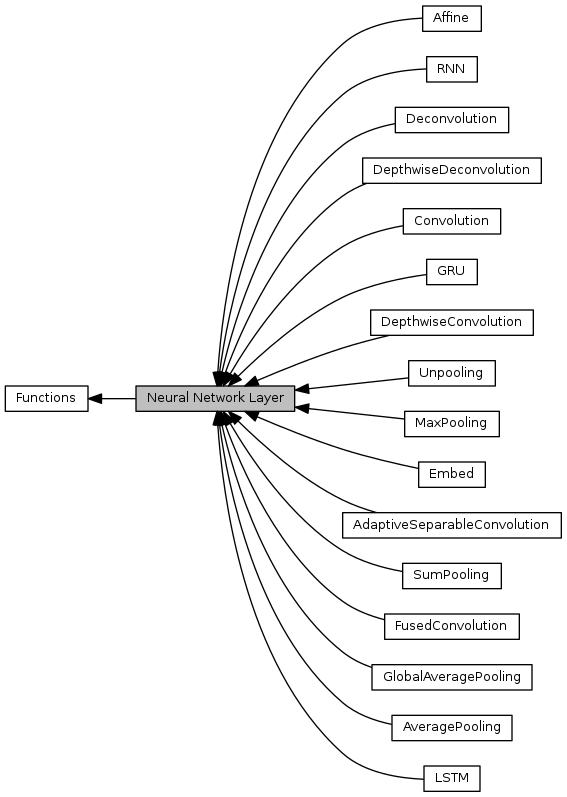 Affine
RNN
Deconvolution
DepthwiseDeconvolution
Convolution
GRU
DepthwiseConvolution
Unpooling
Functions
Neural Network Layer
MaxPooling
Embed
AdaptiveSeparableConvolution
SumPooling
FusedConvolution
GlobalAveragePooling
AveragePooling
LSTM